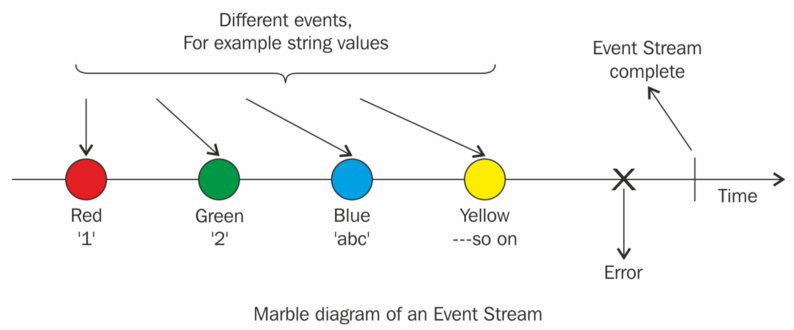 Different events,
For example string values
Event Stream
complete
Time
Red
Green
Blue
Yellow
'1'
'2'
'abc'
---so on
Error
Marble diagram of an Event Stream